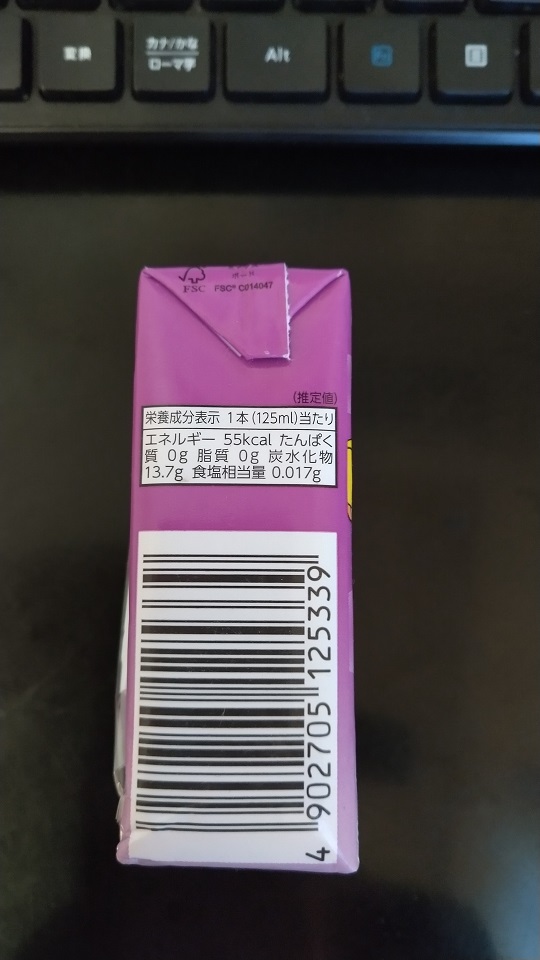 変換
カナ/かな
ローマ字
Alt
FSC
FSC® C014047
(推定値)
栄養成分表示 1本(125ml)当たり
エネルギー 55kcal たんぱく
質 0g 脂質 0g 炭水化物
13.7g 食塩相当量 0.017g
4 902705 125339